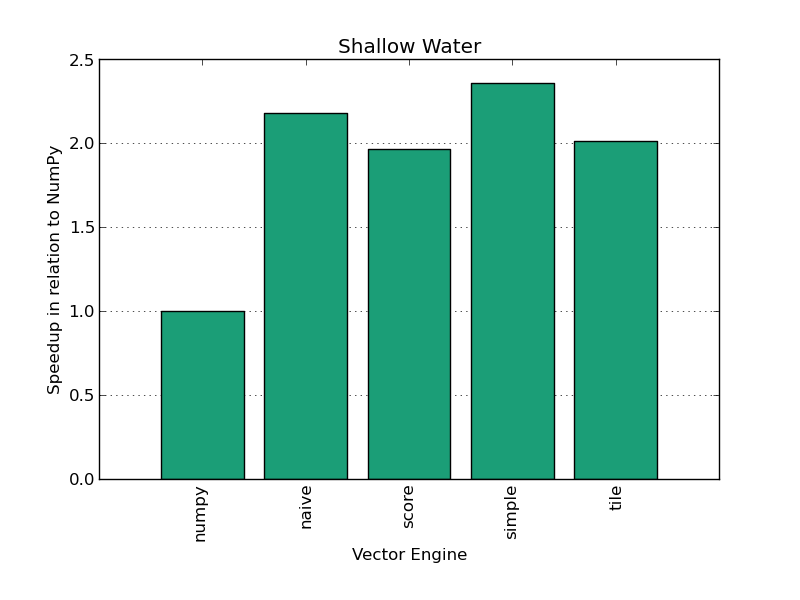 Shallow Water
2.5
2.0
1.5
1.0
0.5
0.0
Speedup in relation to NumPy
numpy
naive
score
simple
tile
Vector Engine